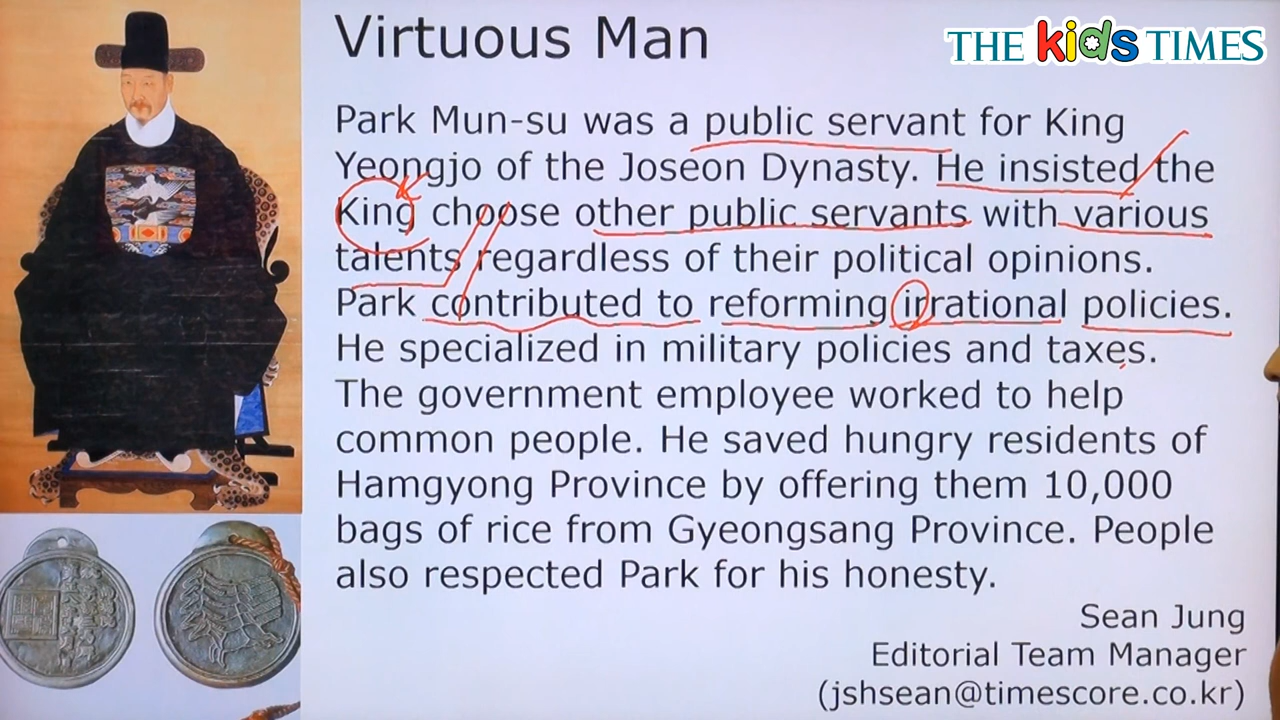 Virtuous Man
THE kids TIMES
Park Mun-su was a public servant for King
Yeongjo of the Joseon Dynasty. He insisted the
King choose other public servants with various
talents regardless of their political opinions.
Park contributed to reforming irrational policies.
He specialized in military policies and taxes.
The government employee worked to help
common people. He saved hungry residents of
Hamgyong Province by offering them 10,000
bags of rice from Gyeongsang Province. People
also respected Park for his honesty.
Sean Jung
Editorial Team Manager
(jshsean@timescore.co.kr)